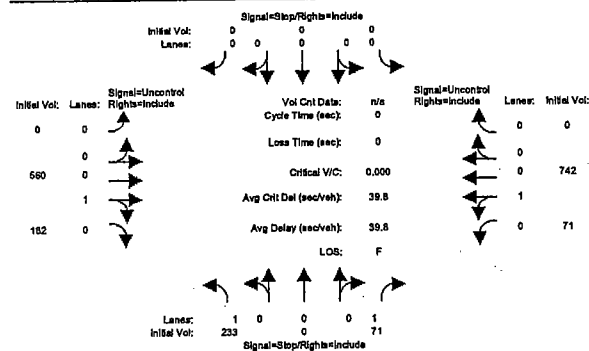 Signal=Stop/Rights=Include
Initial Vol: 0 0 0
Lanes: 0 0 0 0 0
Signal=Uncontrol
Rights=Include
Initial Vol: Lanes:
0 0
0
560 0
1
182 0
Vol Cnt Date: n/a
Cycle Time (sec): 0
Loss Time (sec): 0
Critical V/C: 0.000
Avg Crit Del (sec/veh): 39.8
Avg Delay (sec/veh): 39.8
LOS: F
Signal=Uncontrol
Rights=Include
Lanes: Initial Vol:
0 0
0
0 742
1
0 71
Lanes: 1 0 0 0 1
Initial Vol: 233 0 71
Signal=Stop/Rights=Include